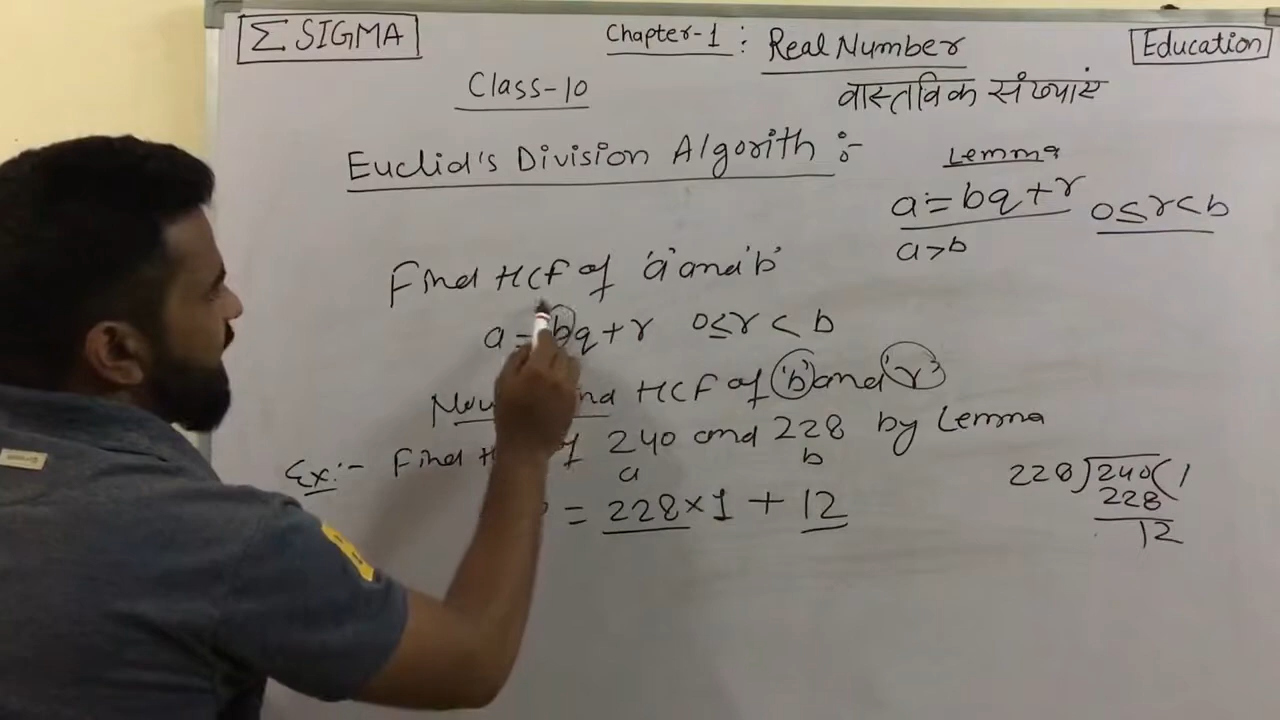 Σ SIGMA Chapter-1 : Real Number Education
Class-10 वास्तविक संख्याएं
Euclid's Division Algorith :- Lemma
a = bq + r 0 ≤ r < b
a > b
Find HCF of 'a' and 'b'
a = bq + r 0 ≤ r < b
HCF of 'b' and 'r'
Ex:- Find of 240 and 228 by Lemma
a b
= 228 × 1 + 12
228 ) 240 ( 1
228
12